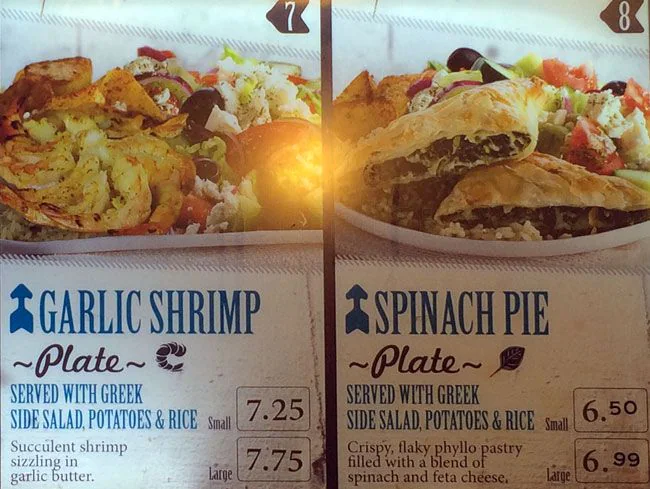 7
GARLIC SHRIMP
~Plate~
SERVED WITH GREEK
SIDE SALAD, POTATOES & RICE
Small 7.25
Succulent shrimp
sizzling in
garlic butter.
Large 7.75
8
SPINACH PIE
~Plate~
SERVED WITH GREEK
SIDE SALAD, POTATOES & RICE
Small 6.50
Crispy, flaky phyllo pastry
filled with a blend of
spinach and feta cheese.
Large 6.99